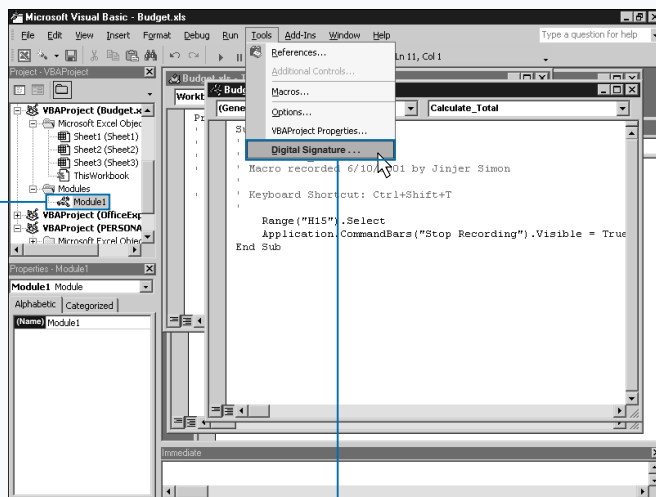 Microsoft Visual Basic - Budget.xls
File Edit View Insert Format Debug Run Tools Add-Ins Window Help
Type a question for help
Ln 11, Col 1
References...
Additional Controls...
Macros...
Options...
VBAProject Properties...
Digital Signature . . .
Project - VBAProject
VBAProject (Budget.x
Microsoft Excel Objec
Sheet1 (Sheet1)
Sheet2 (Sheet2)
Sheet3 (Sheet3)
ThisWorkbook
Modules
Module1
VBAProject (OfficeExp
VBAProject (PERSONA
Microsoft Excel Objec
Properties - Module1
Module1 Module
Alphabetic Categorized
(Name) Module1
Budget.xls
Workb
Budg
(Gene
Calculate_Total
' Macro recorded 6/10/2001 by Jinjer Simon
'
' Keyboard Shortcut: Ctrl+Shift+T
'
Range("H15").Select
Application.CommandBars("Stop Recording").Visible = True
End Sub
Immediate